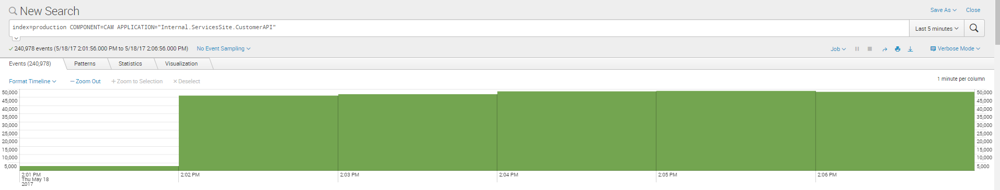 New Search
Save As Close
index=production COMPONENT=CAM APPLICATION="Internal.ServicesSite.CustomerAPI"
Last 5 minutes
240,978 events (5/18/17 2:01:56.000 PM to 5/18/17 2:06:56.000 PM) No Event Sampling
Job Verbose Mode
Events (240,978) Patterns Statistics Visualization
Format Timeline — Zoom Out + Zoom to Selection × Deselect
1 minute per column
50,000 50,000
45,000 45,000
40,000 40,000
35,000 35,000
30,000 30,000
25,000 25,000
20,000 20,000
15,000 15,000
10,000 10,000
5,000 5,000
2:01 PM 2:02 PM 2:03 PM 2:04 PM 2:05 PM 2:06 PM
Thu May 18
2017